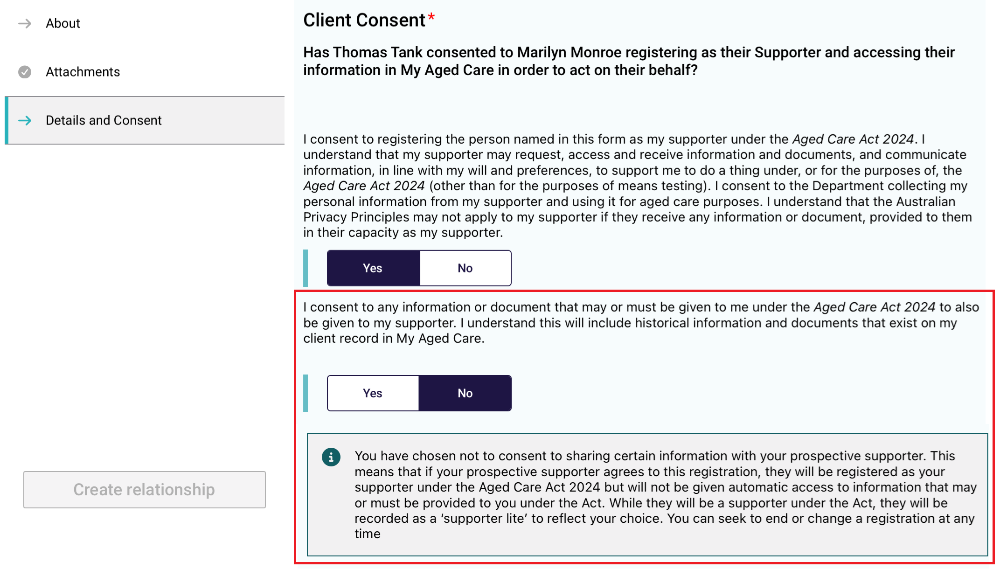 About
Attachments
Details and Consent
Create relationship
Client Consent*
Has Thomas Tank consented to Marilyn Monroe registering as their Supporter and accessing their
information in My Aged Care in order to act on their behalf?
I consent to registering the person named in this form as my supporter under the Aged Care Act 2024. I
understand that my supporter may request, access and receive information and documents, and communicate
information, in line with my will and preferences, to support me to do a thing under, or for the purposes of, the
Aged Care Act 2024 (other than for the purposes of means testing). I consent to the Department collecting my
personal information from my supporter and using it for aged care purposes. I understand that the Australian
Privacy Principles may not apply to my supporter if they receive any information or document, provided to them
in their capacity as my supporter.
Yes No
I consent to any information or document that may or must be given to me under the Aged Care Act 2024 to also
be given to my supporter. I understand this will include historical information and documents that exist on my
client record in My Aged Care.
Yes No
You have chosen not to consent to sharing certain information with your prospective supporter. This
means that if your prospective supporter agrees to this registration, they will be registered as your
supporter under the Aged Care Act 2024 but will not be given automatic access to information that may
or must be provided to you under the Act. While they will be a supporter under the Act, they will be
recorded as a ‘supporter lite’ to reflect your choice. You can seek to end or change a registration at any
time